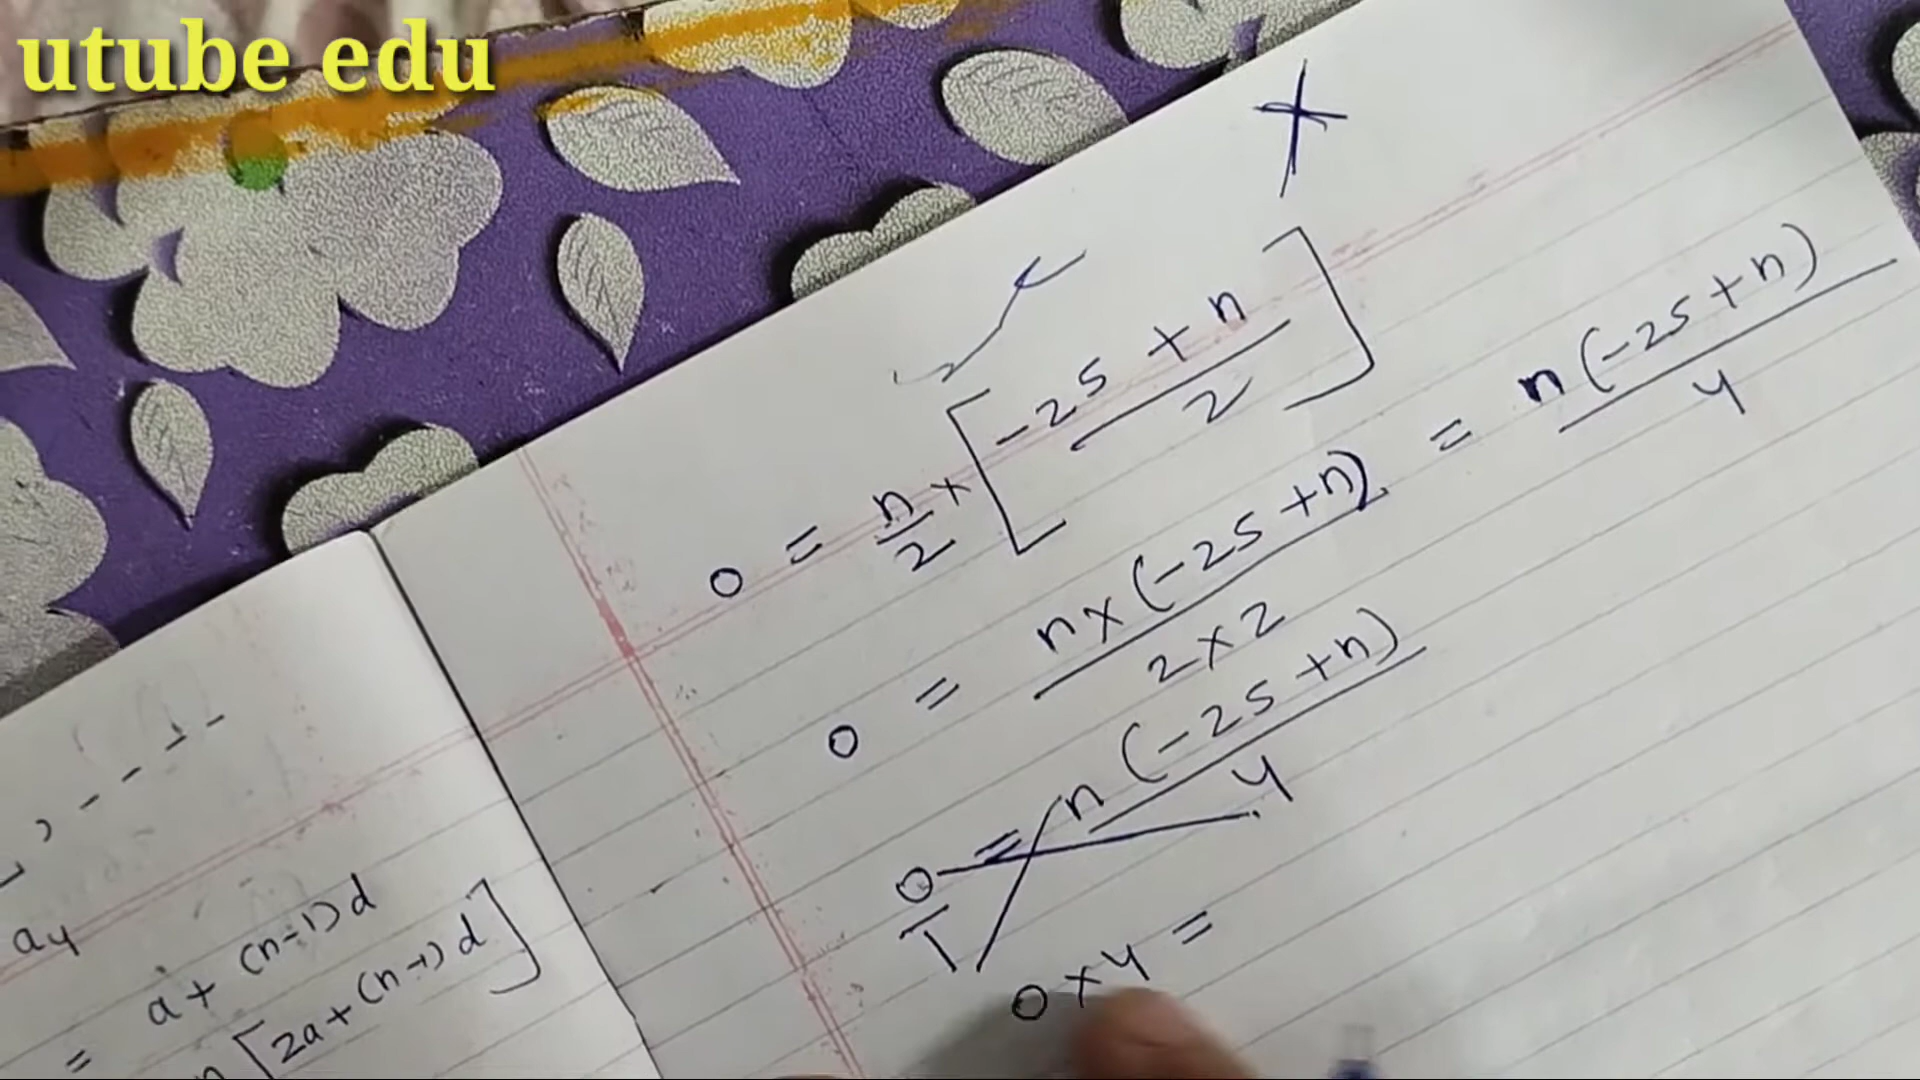 utube edu
0 = n/2 × [-25 + n / 2]
0 = n×(-25+n) / 2×2 = n(-25+n) / 4
0/1 = n(-25+n) / 4
0×4 =
, - - - -
a4
= a+(n-1)d
n [2a+(n-1)d]